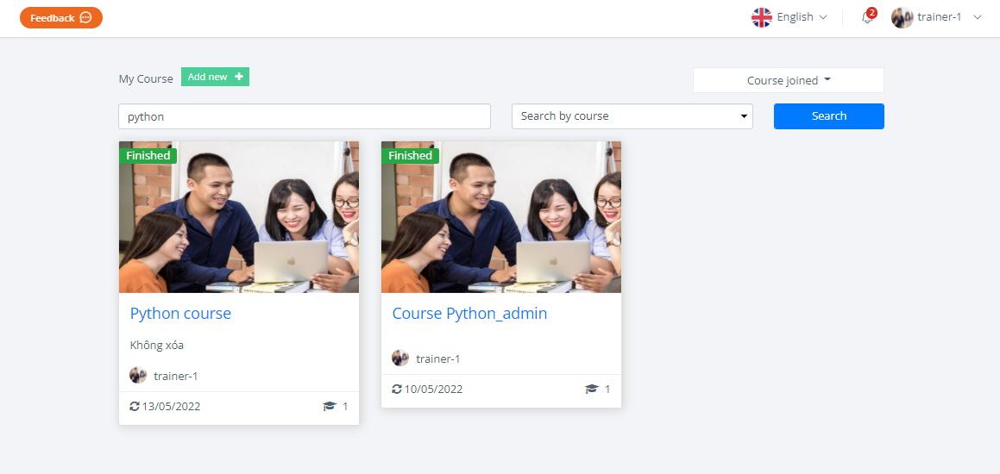 Feedback
English
2
trainer-1
My Course
Add new
Course joined
python
Search by course
Search
Finished
Python course
Không xóa
trainer-1
13/05/2022
1
Finished
Course Python_admin
trainer-1
10/05/2022
1